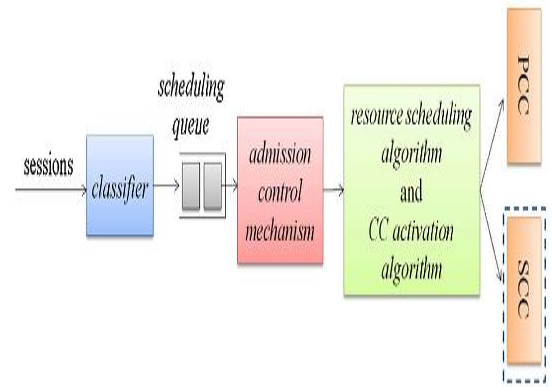 sessions
classifier
scheduling
queue
admission
control
mechanism
resource scheduling
algorithm
and
CC activation
algorithm
PCC
SCC